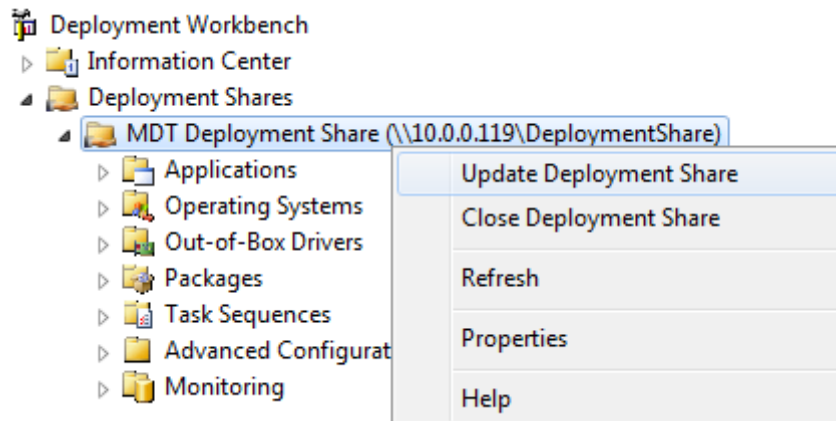 Deployment Workbench
Information Center
Deployment Shares
MDT Deployment Share (\\10.0.0.119\DeploymentShare)
Applications
Update Deployment Share
Operating Systems
Close Deployment Share
Out-of-Box Drivers
Packages
Refresh
Task Sequences
Properties
Advanced Configurat
Monitoring
Help